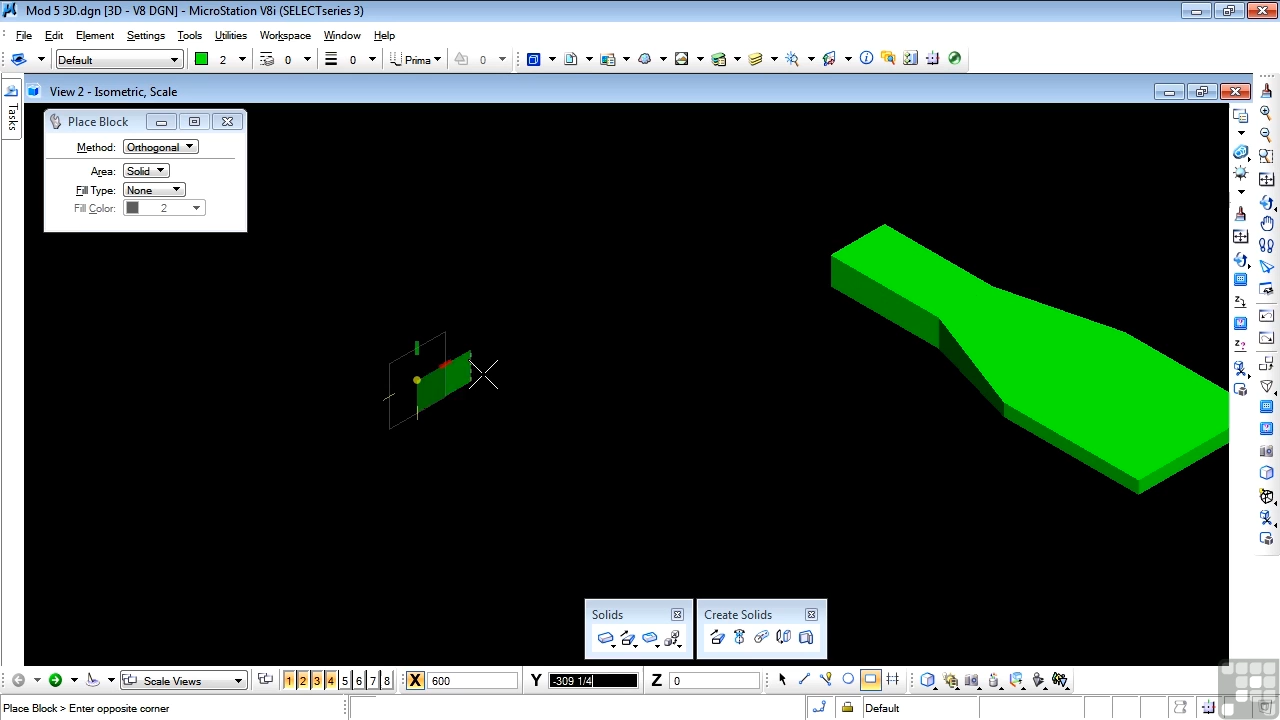 Mod 5 3D.dgn [3D - V8 DGN] - MicroStation V8i (SELECTseries 3)
File Edit Element Settings Tools Utilities Workspace Window Help
Default 2 0 0 Prima 0
Tasks
View 2 - Isometric, Scale
Place Block
Method: Orthogonal
Area: Solid
Fill Type: None
Fill Color: 2
Solids
Create Solids
Scale Views 1 2 3 4 5 6 7 8 X 600 Y -309 1/4 Z 0
Place Block > Enter opposite corner
Default